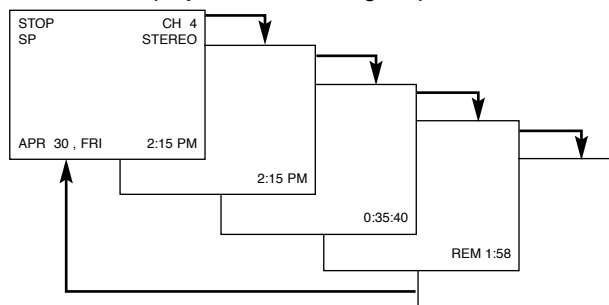 STOP CH 4
SP STEREO
APR 30 , FRI 2:15 PM
2:15 PM
0:35:40
REM 1:58